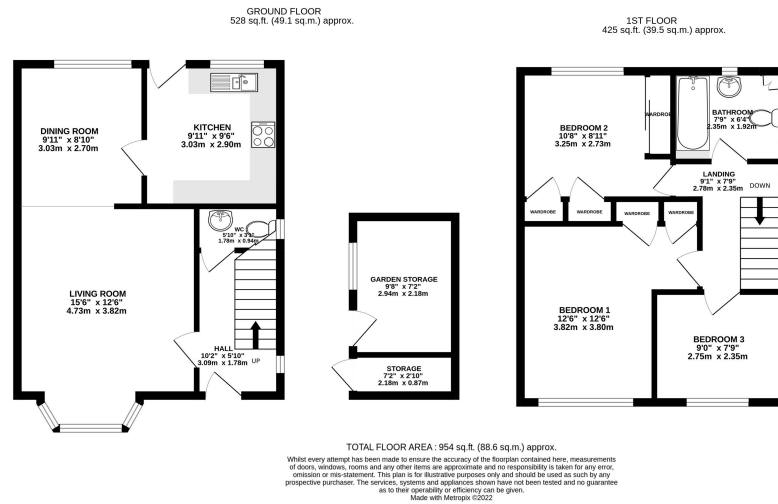 GROUND FLOOR
528 sq.ft. (49.1 sq.m.) approx.
1ST FLOOR
425 sq.ft. (39.5 sq.m.) approx.
DINING ROOM
9'11" x 8'10"
3.03m x 2.70m
KITCHEN
9'11" x 9'6"
3.03m x 2.90m
WC
5'10" x 3'1"
1.78m x 0.94m
LIVING ROOM
15'6" x 12'6"
4.73m x 3.82m
HALL
10'2" x 5'10"
3.09m x 1.78m
UP
GARDEN STORAGE
9'8" x 7'2"
2.94m x 2.18m
STORAGE
7'2" x 2'10"
2.18m x 0.87m
BEDROOM 2
10'8" x 8'11"
3.25m x 2.73m
WARDROBE
BATHROOM
7'9" x 6'4"
2.35m x 1.92m
LANDING
9'1" x 7'9"
2.78m x 2.35m
DOWN
WARDROBE
WARDROBE
WARDROBE
WARDROBE
BEDROOM 1
12'6" x 12'6"
3.82m x 3.80m
BEDROOM 3
9'0" x 7'9"
2.75m x 2.35m
TOTAL FLOOR AREA : 954 sq.ft. (88.6 sq.m.) approx.
Whilst every attempt has been made to ensure the accuracy of the floorplan contained here, measurements
of doors, windows, rooms and any other items are approximate and no responsibility is taken for any error,
omission or mis-statement. This plan is for illustrative purposes only and should be used as such by any
prospective purchaser. The services, systems and appliances shown have not been tested and no guarantee
as to their operability or efficiency can be given.
Made with Metropix ©2022